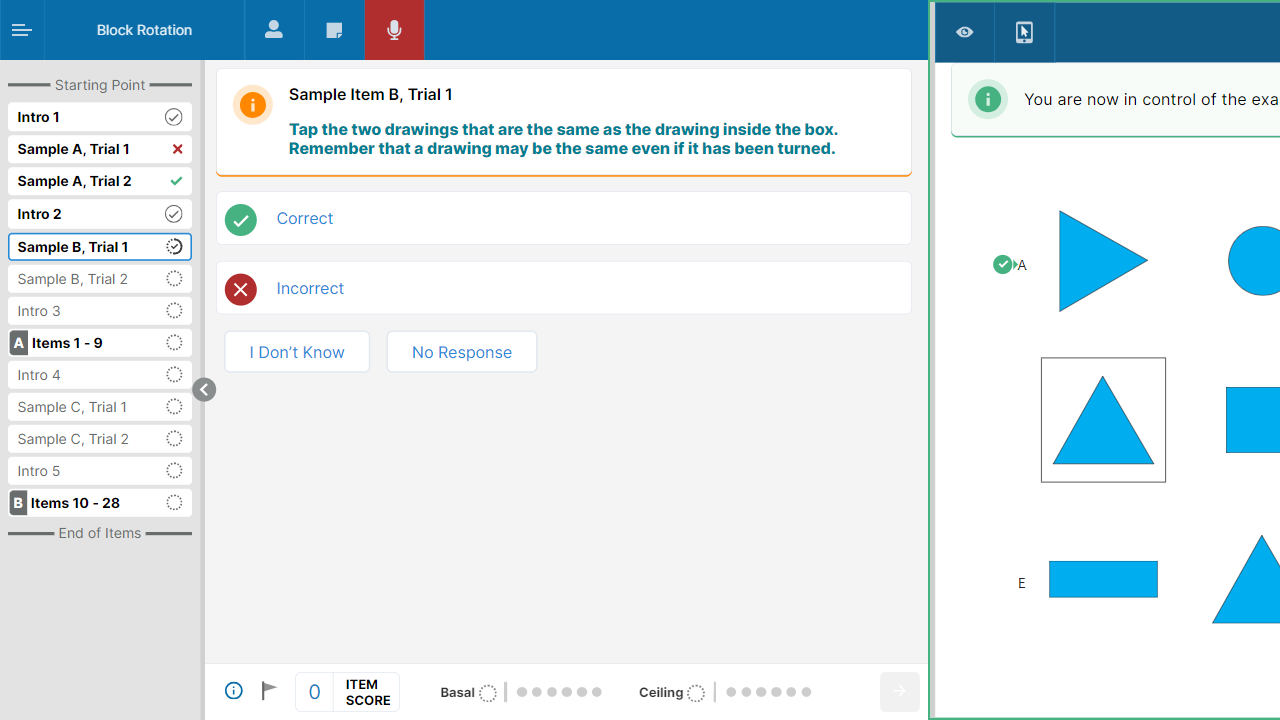 Block Rotation
Starting Point
Intro 1
Sample A, Trial 1
Sample A, Trial 2
Intro 2
Sample B, Trial 1
Sample B, Trial 2
Intro 3
A Items 1 - 9
Intro 4
Sample C, Trial 1
Sample C, Trial 2
Intro 5
B Items 10 - 28
End of Items
Sample Item B, Trial 1
Tap the two drawings that are the same as the drawing inside the box.
Remember that a drawing may be the same even if it has been turned.
Correct
Incorrect
I Don’t Know
No Response
0
ITEM
SCORE
Basal
Ceiling
You are now in control of the exa
A
E